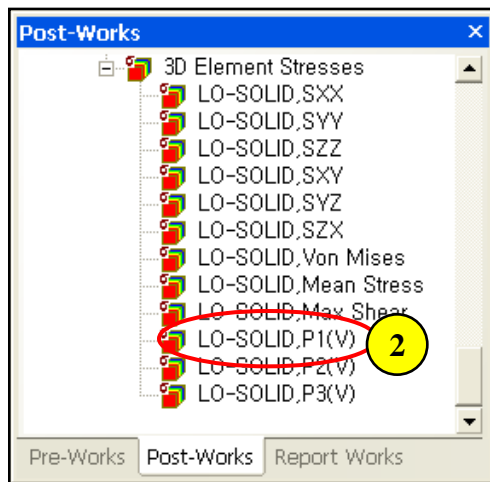 Post-Works
3D Element Stresses
LO-SOLID,SXX
LO-SOLID,SYY
LO-SOLID,SZZ
LO-SOLID,SXY
LO-SOLID,SYZ
LO-SOLID,SZX
LO-SOLID,Von Mises
LO-SOLID,Mean Stress
LO-SOLID,Max Shear
LO-SOLID,P1(V)
2
LO-SOLID,P2(V)
LO-SOLID,P3(V)
Pre-Works Post-Works Report Works